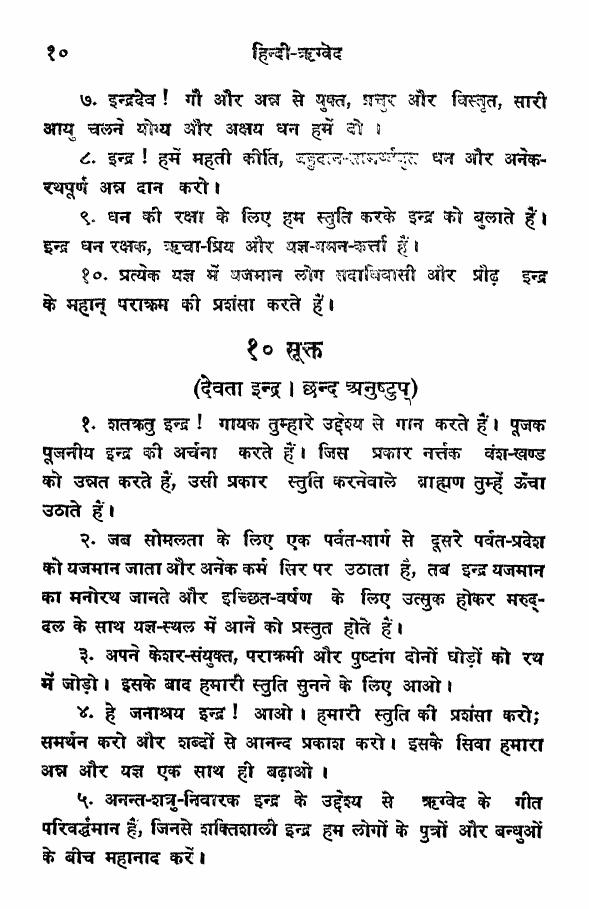 १० हिन्दी-ऋग्वेद
७. इन्द्रदेव! गौ और अन्न से युक्त, प्रचुर और विस्तृत, सारी
आयु चलने योग्य और अक्षय धन हमें दो ।
८. इन्द्र! हमें महती कीर्ति, बहुदान-सामर्थ्ययुत धन और अनेक-
रथपूर्ण अन्न दान करो।
९. धन की रक्षा के लिए हम स्तुति करके इन्द्र को बुलाते हैं।
इन्द्र धन रक्षक, ऋचा-प्रिय और यज्ञ-गमन-कर्त्ता हैं।
१०. प्रत्येक यज्ञ में यजमान लोग सदाधिवासी और प्रौढ़ इन्द्र
के महान् पराक्रम की प्रशंसा करते हैं।
१० सूक्त
(देवता इन्द्र। छन्द अनुष्टुप्)
१. शतक्रतु इन्द्र! गायक तुम्हारे उद्देश्य से गान करते हैं। पूजक
पूजनीय इन्द्र की अर्चना करते हैं। जिस प्रकार नर्त्तक वंश-खण्ड
को उन्नत करते हैं, उसी प्रकार स्तुति करनेवाले ब्राह्मण तुम्हें ऊँचा
उठाते हैं।
२. जब सोमलता के लिए एक पर्वत-मार्ग से दूसरे पर्वत-प्रदेश
को यजमान जाता और अनेक कर्म सिर पर उठाता है, तब इन्द्र यजमान
का मनोरथ जानते और इच्छित-वर्षण के लिए उत्सुक होकर मरुद्-
दल के साथ यज्ञ-स्थल में आने को प्रस्तुत होते हैं।
३. अपने केशर-संयुक्त, पराक्रमी और पुष्टांग दोनों घोड़ों को रथ
में जोड़ो। इसके बाद हमारी स्तुति सुनने के लिए आओ।
४. हे जनाश्रय इन्द्र! आओ। हमारी स्तुति की प्रशंसा करो;
समर्थन करो और शब्दों से आनन्द प्रकाश करो। इसके सिवा हमारा
अन्न और यज्ञ एक साथ ही बढ़ाओ।
५. अनन्त-शत्रु-निवारक इन्द्र के उद्देश्य से ऋग्वेद के गीत
परिवर्द्धमान हैं, जिनसे शक्तिशाली इन्द्र हम लोगों के पुत्रों और बन्धुओं
के बीच महानाद करें।